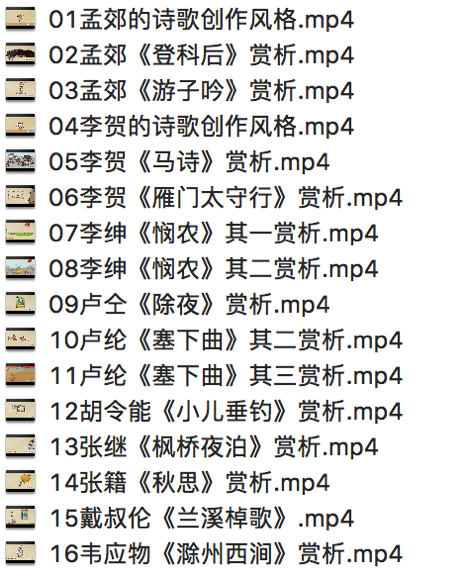 01孟郊的诗歌创作风格.mp4
02孟郊《登科后》赏析.mp4
03孟郊《游子吟》赏析.mp4
04李贺的诗歌创作风格.mp4
05李贺《马诗》赏析.mp4
06李贺《雁门太守行》赏析.mp4
07李绅《悯农》其一赏析.mp4
08李绅《悯农》其二赏析.mp4
09卢仝《除夜》赏析.mp4
10卢纶《塞下曲》其二赏析.mp4
11卢纶《塞下曲》其三赏析.mp4
12胡令能《小儿垂钓》赏析.mp4
13张继《枫桥夜泊》赏析.mp4
14张籍《秋思》赏析.mp4
15戴叔伦《兰溪棹歌》.mp4
16韦应物《滁州西涧》赏析.mp4